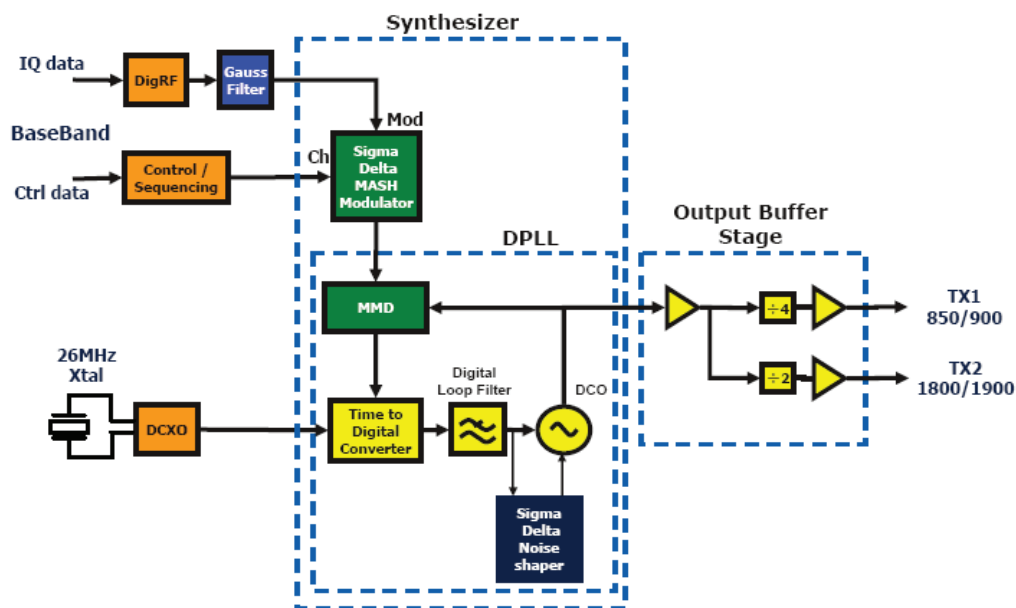 Synthesizer
IQ data
DigRF
Gauss
Filter
Mod
BaseBand
Ch
Sigma
Delta
MASH
Modulator
Control /
Sequencing
Ctrl data
Output Buffer
Stage
DPLL
MMD
÷4
TX1
850/900
26MHz
Xtal
Digital
Loop Filter
DCO
÷2
TX2
1800/1900
DCXO
Time to
Digital
Converter
Sigma
Delta
Noise
shaper